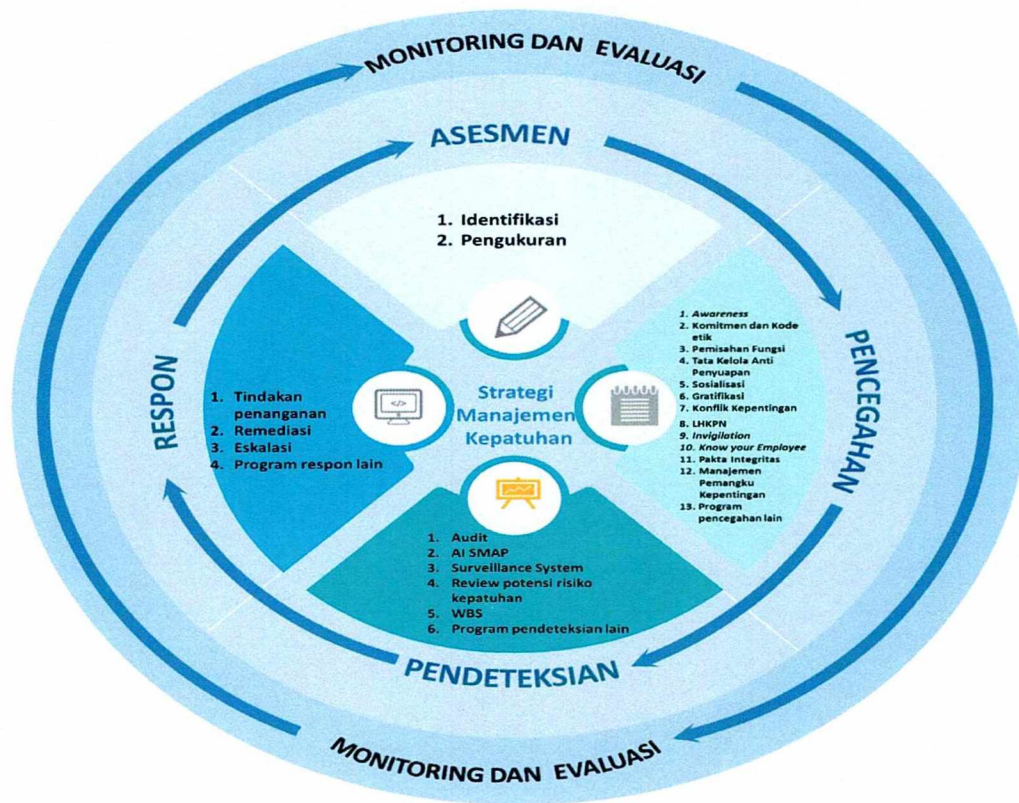 MONITORING DAN EVALUASI
ASESMEN
1. Identifikasi
2. Pengukuran
PENCEGAHAN
1. Awareness
2. Komitmen dan Kode
etik
3. Pemisahan Fungsi
4. Tata Kelola Anti
Penyuapan
5. Sosialisasi
6. Gratifikasi
7. Konflik Kepentingan
8. LHKPN
9. Invigilation
10. Know your Employee
11. Pakta Integritas
12. Manajemen
Pemangku
Kepentingan
13. Program
pencegahan lain
Strategi
Manajemen
Kepatuhan
RESPON
1. Tindakan
penanganan
2. Remediasi
3. Eskalasi
4. Program respon lain
1. Audit
2. AI SMAP
3. Surveillance System
4. Review potensi risiko
kepatuhan
5. WBS
6. Program pendeteksian lain
PENDETEKSIAN
MONITORING DAN EVALUASI